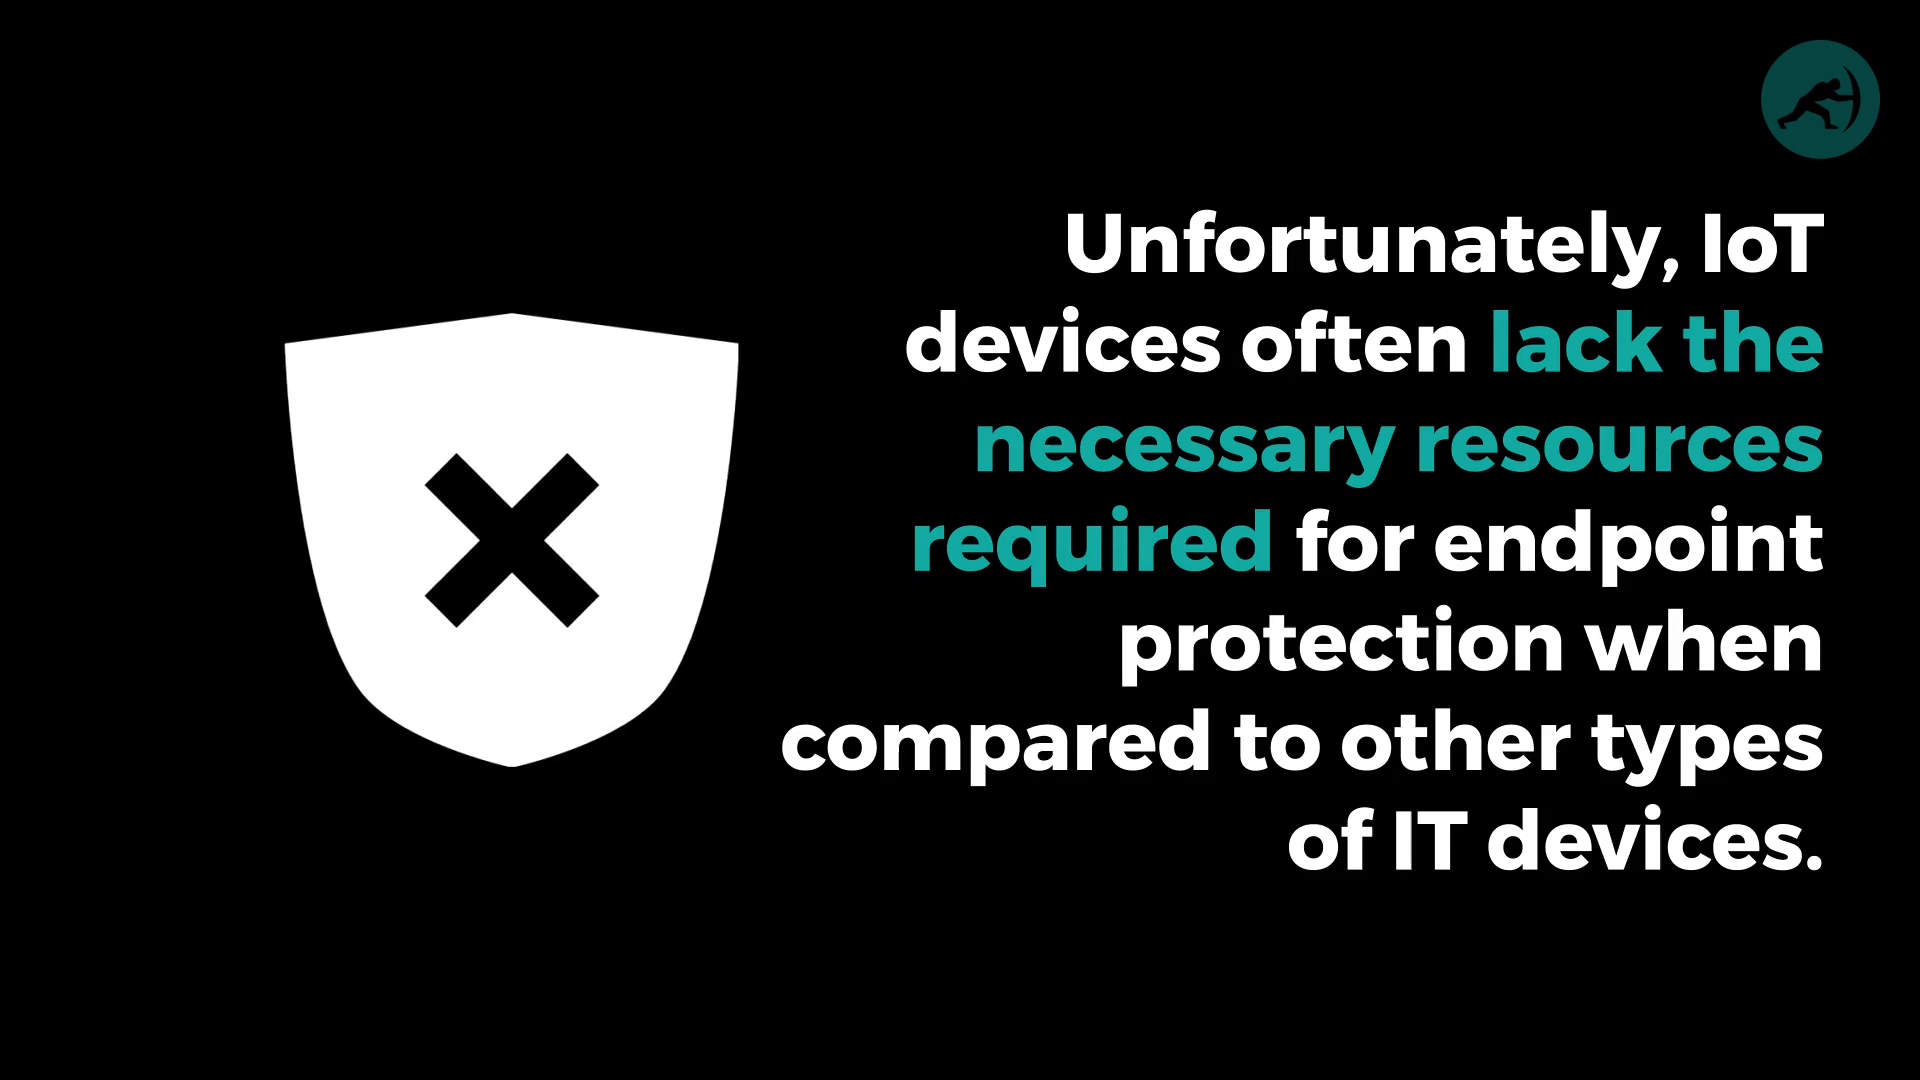 Unfortunately, IoT
devices often lack the
necessary resources
required for endpoint
protection when
compared to other types
of IT devices.